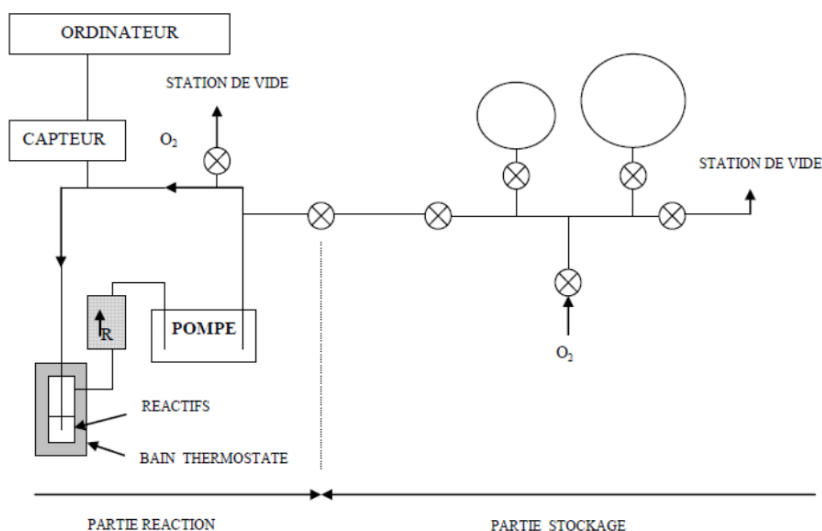 ORDINATEUR
STATION DE VIDE
CAPTEUR
O₂
STATION DE VIDE
R
POMPE
O₂
REACTIFS
BAIN THERMOSTATE
PARTIE REACTION
PARTIE STOCKAGE